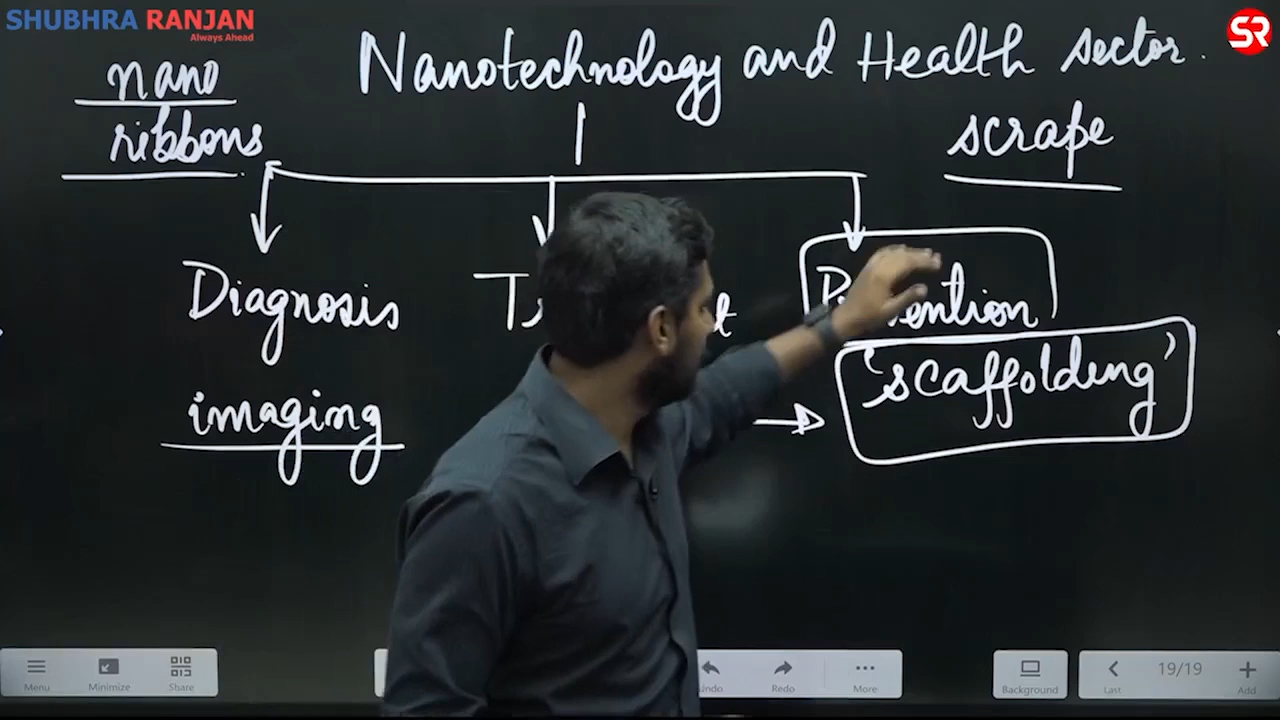 SHUBHRA RANJAN
Always Ahead
SR
Nanotechnology and Health sector.
nano
ribbons
scrape
Diagnosis
imaging
'scaffolding'
Menu
Minimize
Share
Redo
More
Background
19/19
Last
Add